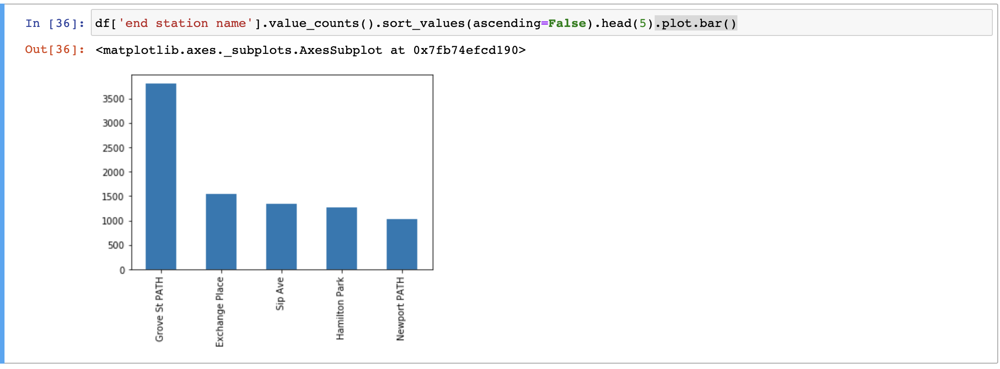 In [36]: df['end station name'].value_counts().sort_values(ascending=False).head(5).plot.bar()
Out[36]: <matplotlib.axes._subplots.AxesSubplot at 0x7fb74efcd190>
3500
3000
2500
2000
1500
1000
500
0
Grove St PATH
Exchange Place
Sip Ave
Hamilton Park
Newport PATH